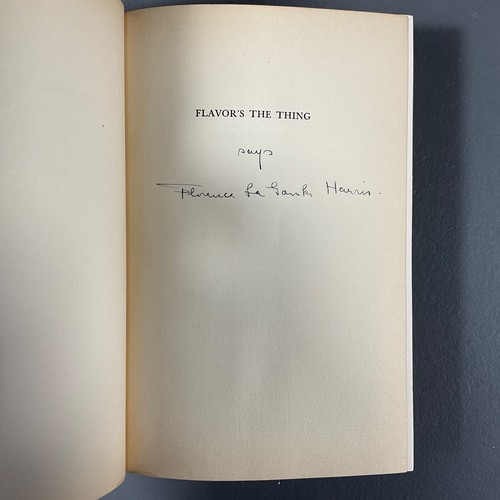 FLAVOR'S THE THING
says
Florence La Ganke Harris.